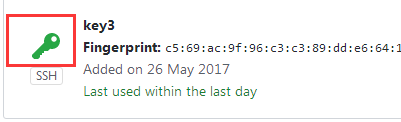 key3
Fingerprint: c5:69:ac:9f:96:c3:c3:89:dd:e6:64:1
Added on 26 May 2017
SSH
Last used within the last day